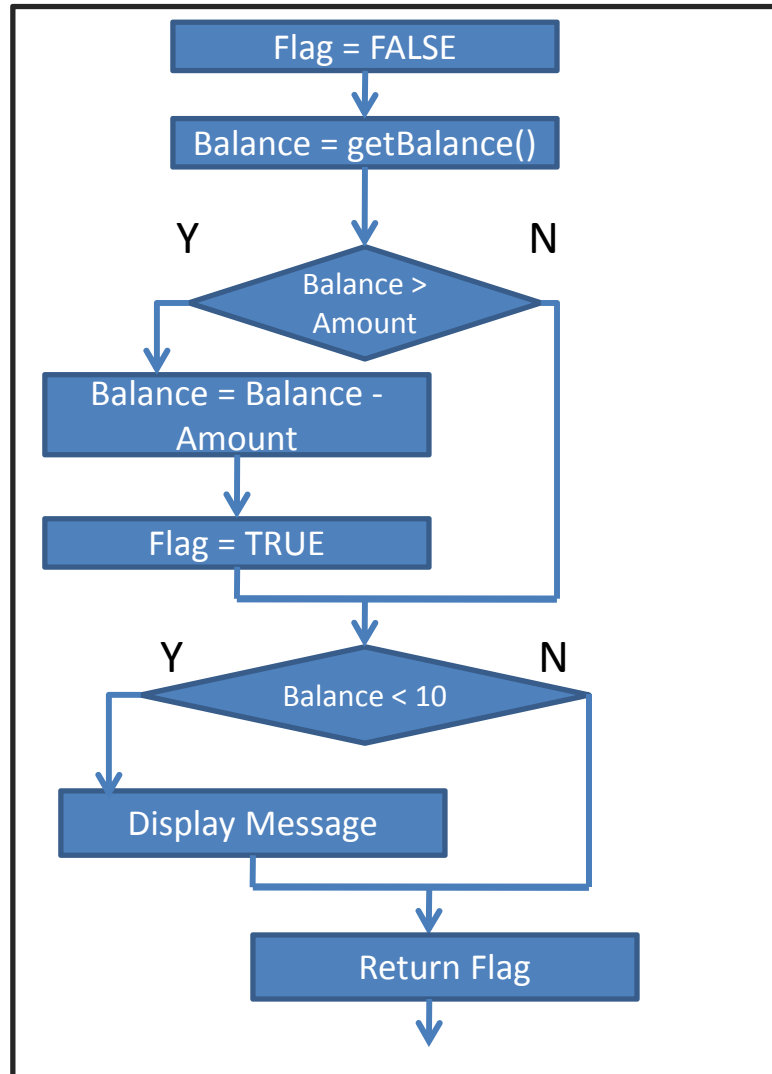 Flag = FALSE
Balance = getBalance()
Y
N
Balance >
Amount
Balance = Balance -
Amount
Flag = TRUE
Y
N
Balance < 10
Display Message
Return Flag